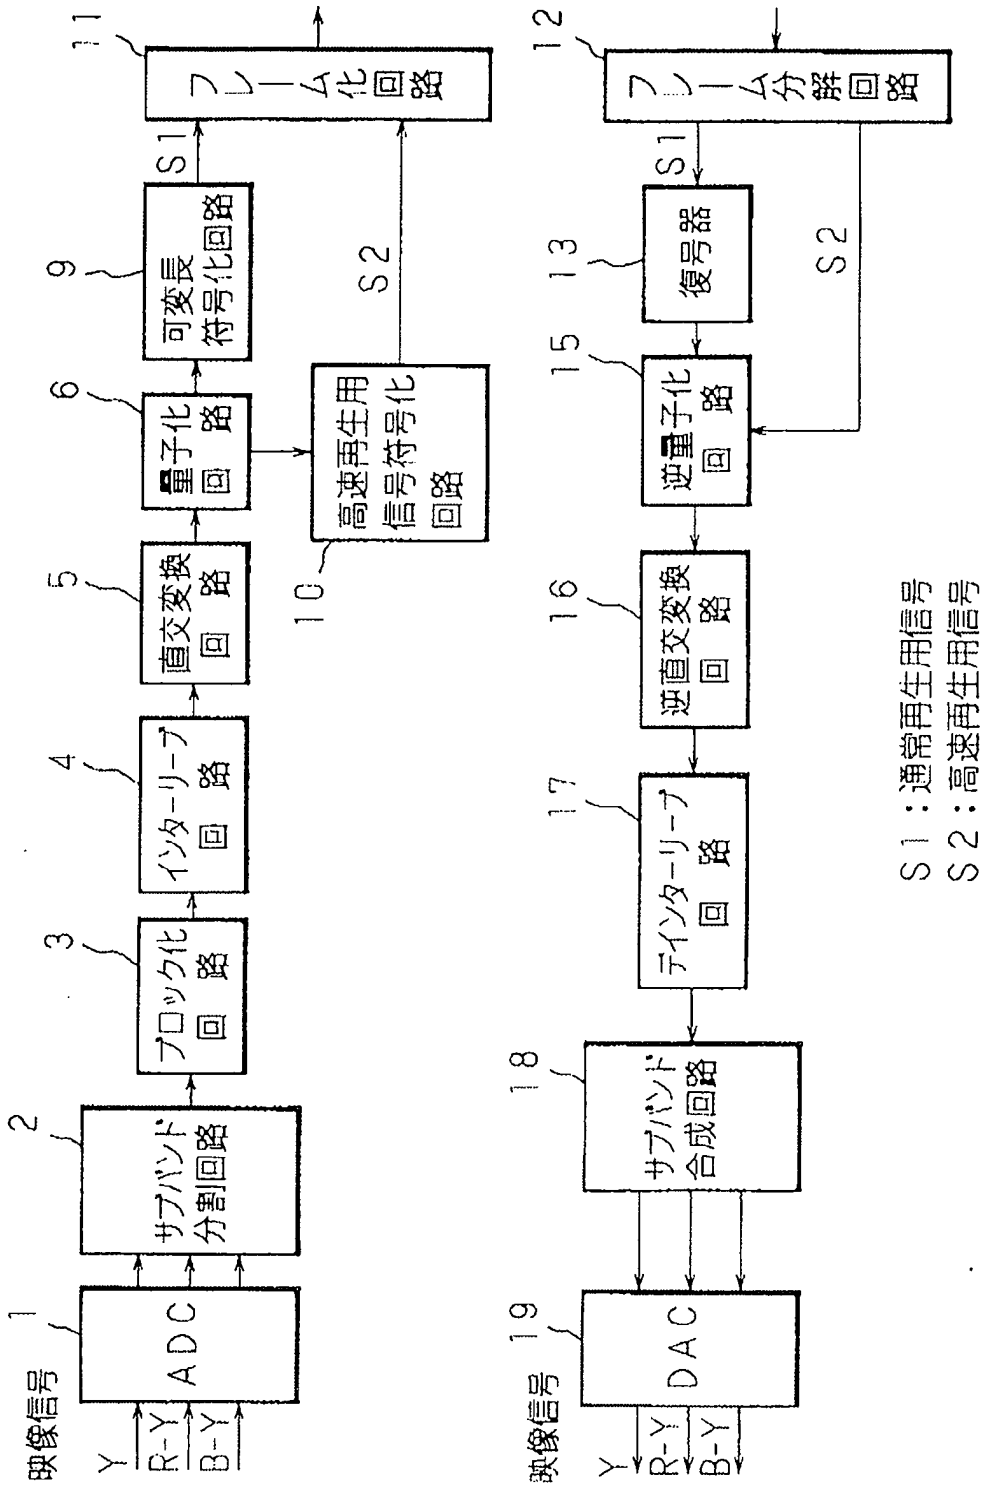 映像信号
Y
R-Y
B-Y
1
ADC
2
サブバンド
分割回路
3
ブロック化
回路
4
インターリーブ
回路
5
直交変換
回路
6
量子化
回路
9
可変長
符号化回路
S1
10
高速再生用
信号符号化
回路
S2
11
フレーム化回路
12
フレーム分解回路
S1
S2
13
復号器
15
逆量子化
回路
16
逆直交変換
回路
17
デインターリーブ
回路
18
サブバンド
合成回路
19
DAC
映像信号
Y
R-Y
B-Y
S1:通常再生用信号
S2:高速再生用信号